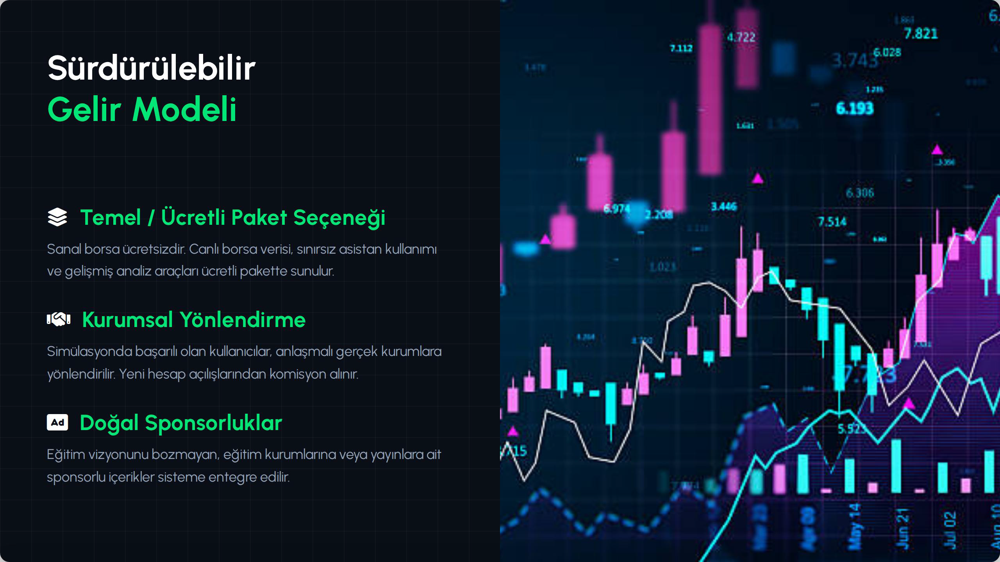 Sürdürülebilir
Gelir Modeli
Temel / Ücretli Paket Seçeneği
Sanal borsa ücretsizdir. Canlı borsa verisi, sınırsız asistan kullanımı
ve gelişmiş analiz araçları ücretli pakette sunulur.
Kurumsal Yönlendirme
Simülasyonda başarılı olan kullanıcılar, anlaşmalı gerçek kurumlara
yönlendirilir. Yeni hesap açılışlarından komisyon alınır.
Ad
Doğal Sponsorluklar
Eğitim vizyonunu bozmayan, eğitim kurumlarına veya yayınlara ait
sponsorlu içerikler sisteme entegre edilir.
7.821
4.722
7.112
6.028
3.743
6.193
6.306
6.974
2.208
3.446
7.514
1.023
5.923
May 14
Jun 21
Jul 02